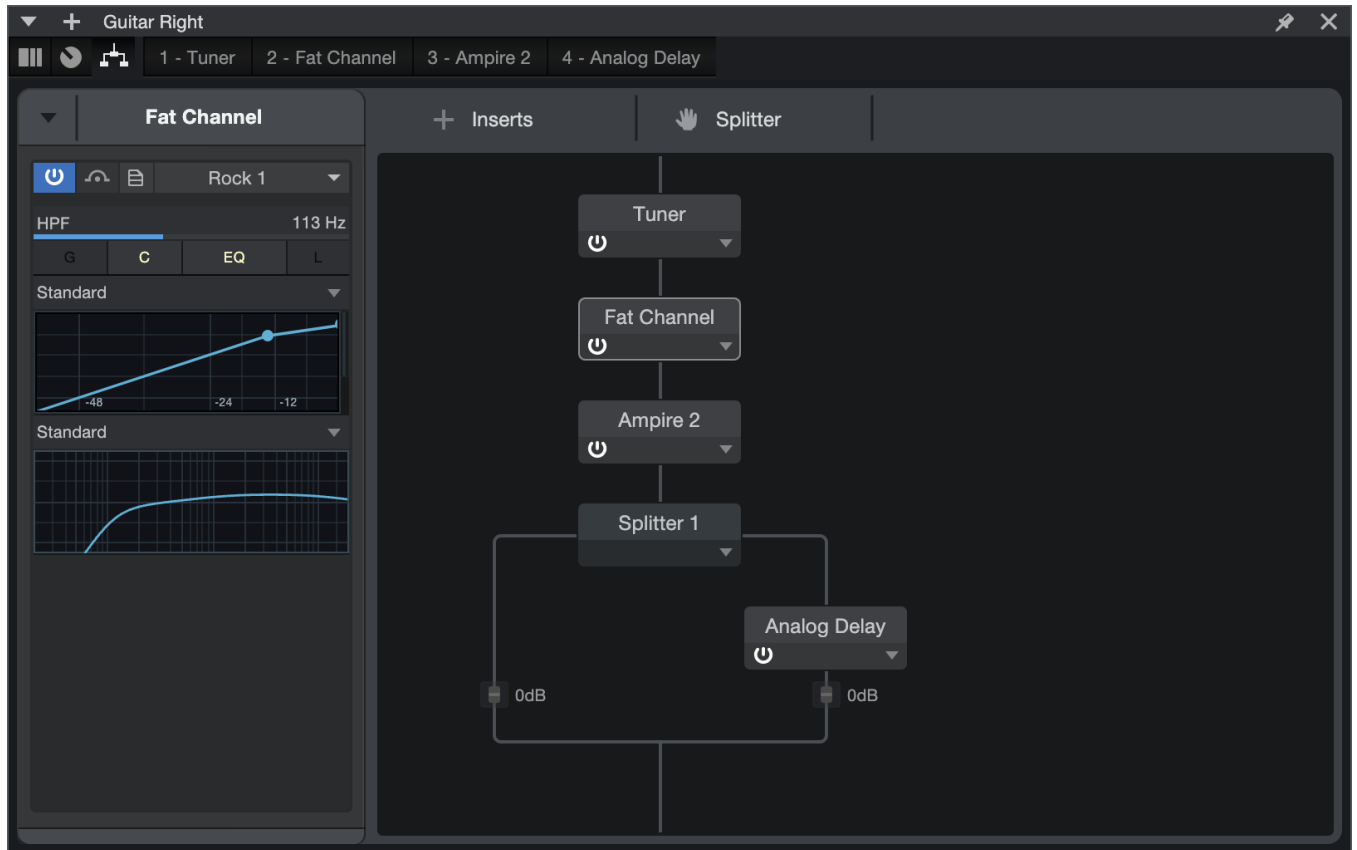 Guitar Right
1 - Tuner 2 - Fat Channel 3 - Ampire 2 4 - Analog Delay
Fat Channel
Inserts Splitter
Rock 1
HPF 113 Hz
G C EQ L
Standard
-48 -24 -12
Standard
Tuner
Fat Channel
Ampire 2
Splitter 1
Analog Delay
0dB 0dB